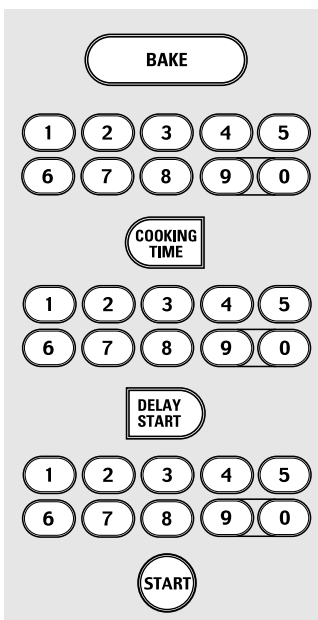 BAKE
1 2 3 4 5
6 7 8 9 0
COOKING
TIME
1 2 3 4 5
6 7 8 9 0
DELAY
START
1 2 3 4 5
6 7 8 9 0
START